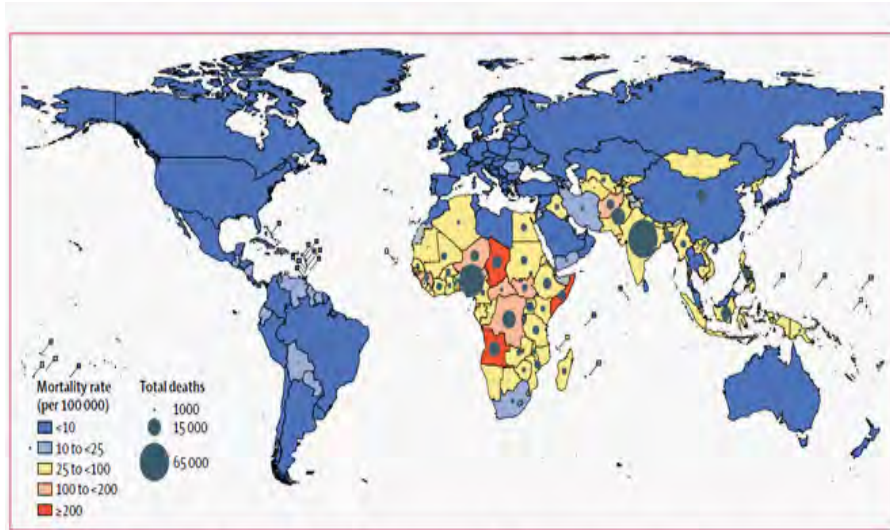 Mortality rate
(per 100 000)
<10
10 to <25
25 to <100
100 to <200
≥200
Total deaths
1000
15 000
65 000